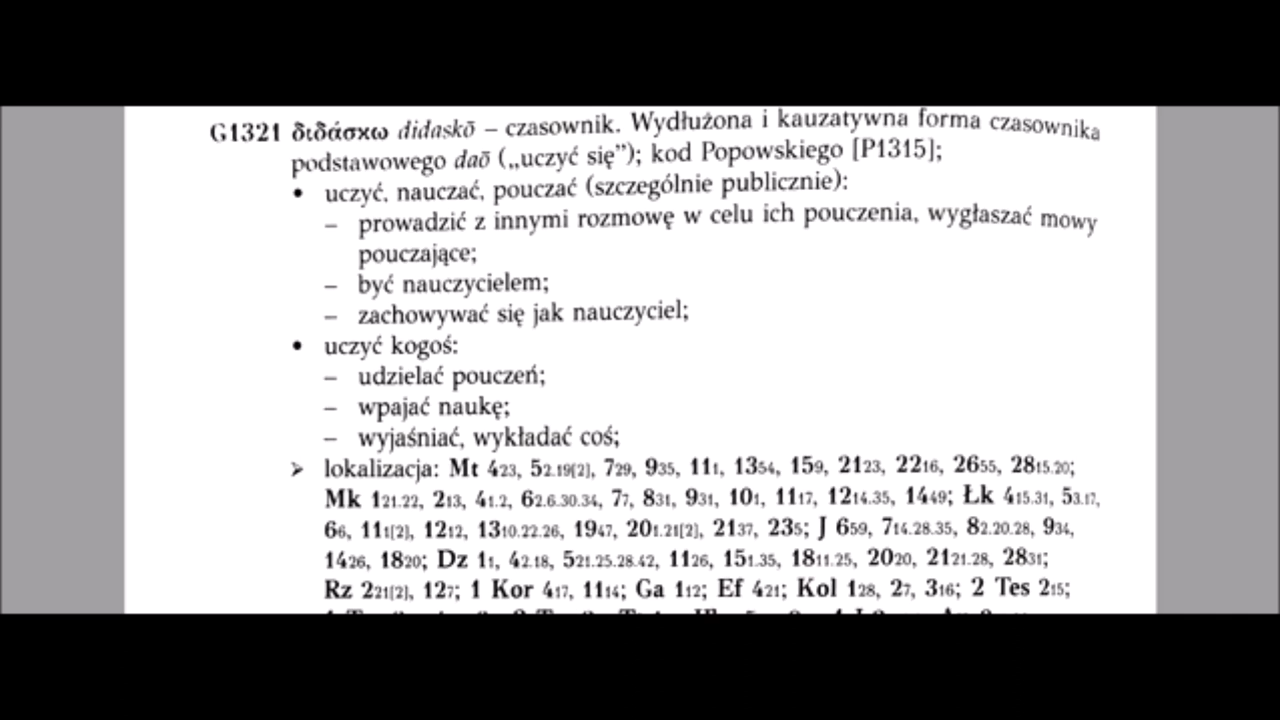 G1321 διδάσκω didaskō – czasownik. Wydłużona i kauzatywna forma czasownika
podstawowego daō („uczyć się”); kod Popowskiego [P1315];
• uczyć, nauczać, pouczać (szczególnie publicznie):
– prowadzić z innymi rozmowę w celu ich pouczenia, wygłaszać mowy
pouczające;
– być nauczycielem;
– zachowywać się jak nauczyciel;
• uczyć kogoś:
– udzielać pouczeń;
– wpajać naukę;
– wyjaśniać, wykładać coś;
➢ lokalizacja: Mt 423, 52.19[2], 729, 935, 111, 1354, 159, 2123, 2216, 2655, 2815.20;
Mk 121.22, 213, 41.2, 62.6.30.34, 77, 831, 931, 101, 1117, 1214.35, 1449; Łk 415.31, 53.17,
66, 111[2], 1212, 1310.22.26, 1947, 201.21[2], 2137, 235; J 659, 714.28.35, 82.20.28, 934,
1426, 1820; Dz 11, 42.18, 521.25.28.42, 1126, 151.35, 1811.25, 2020, 2121.28, 2831;
Rz 221[2], 127; 1 Kor 417, 1114; Ga 112; Ef 421; Kol 128, 27, 316; 2 Tes 215;